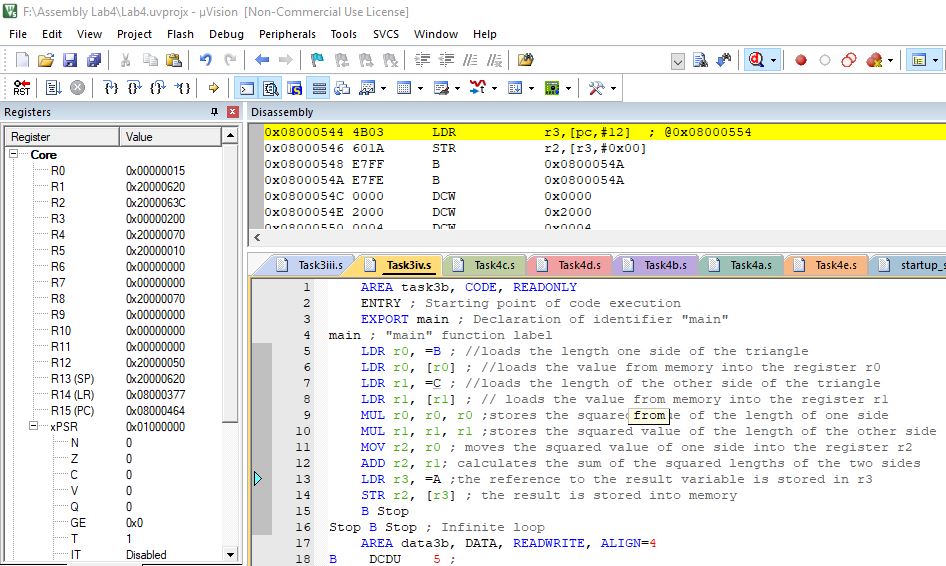 F:\Assembly Lab4\Lab4.uvprojx - µVision [Non-Commercial Use License]
File Edit View Project Flash Debug Peripherals Tools SVCS Window Help
RST
Registers
Disassembly
Register Value
Core
R0 0x00000015
R1 0x20000620
R2 0x2000063C
R3 0x00000200
R4 0x20000070
R5 0x20000010
R6 0x00000000
R7 0x00000000
R8 0x20000070
R9 0x00000000
R10 0x00000000
R11 0x00000000
R12 0x20000050
R13 (SP) 0x20000620
R14 (LR) 0x08000377
R15 (PC) 0x08000464
xPSR 0x01000000
N 0
Z 0
C 0
V 0
Q 0
GE 0x0
T 1
IT Disabled
0x08000544 4B03 LDR r3,[pc,#12] ; @0x08000554
0x08000546 601A STR r2,[r3,#0x00]
0x08000548 E7FF B 0x0800054A
0x0800054A E7FE B 0x0800054A
0x0800054C 0000 DCW 0x0000
0x0800054E 2000 DCW 0x2000
0x08000550 0004 DCW 0x0004
Task3iii.s Task3iv.s Task4c.s Task4d.s Task4b.s Task4a.s Task4e.s startup_s
1 AREA task3b, CODE, READONLY
2 ENTRY ; Starting point of code execution
3 EXPORT main ; Declaration of identifier "main"
4 main ; "main" function label
5 LDR r0, =B ; //loads the length one side of the triangle
6 LDR r0, [r0] ; //loads the value from memory into the register r0
7 LDR r1, =C ; //loads the length of the other side of the triangle
8 LDR r1, [r1] ; // loads the value from memory into the register r1
9 MUL r0, r0, r0 ;stores the squared from ue of the length of one side
10 MUL r1, r1, r1 ;stores the squared value of the length of the other side
11 MOV r2, r0 ; moves the squared value of one side into the register r2
12 ADD r2, r1; calculates the sum of the squared lengths of the two sides
13 LDR r3, =A ;the reference to the result variable is stored in r3
14 STR r2, [r3] ; the result is stored into memory
15 B Stop
16 Stop B Stop ; Infinite loop
17 AREA data3b, DATA, READWRITE, ALIGN=4
18 B DCDU 5 ;